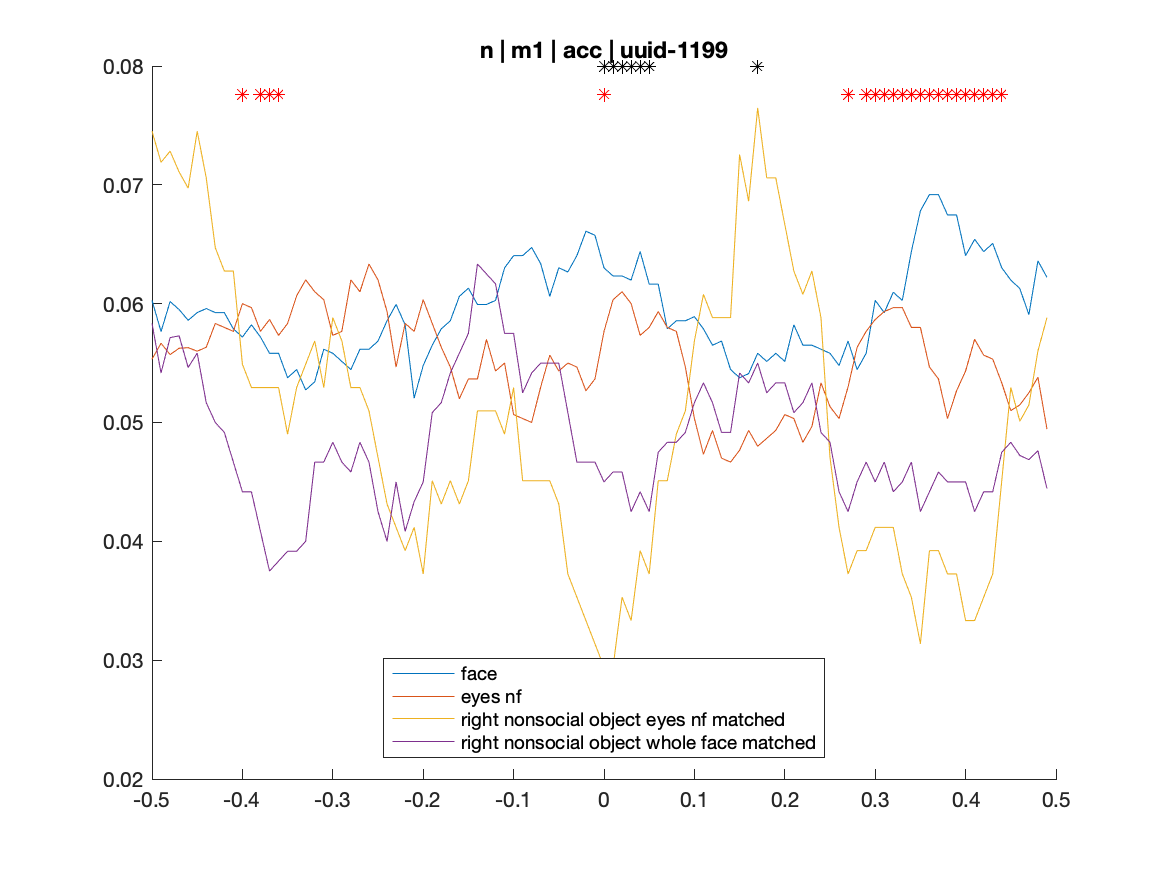 n | m1 | acc | uuid-1199
0.08
0.07
0.06
0.05
0.04
0.03
0.02
face
eyes nf
right nonsocial object eyes nf matched
right nonsocial object whole face matched
-0.5 -0.4 -0.3 -0.2 -0.1 0 0.1 0.2 0.3 0.4 0.5